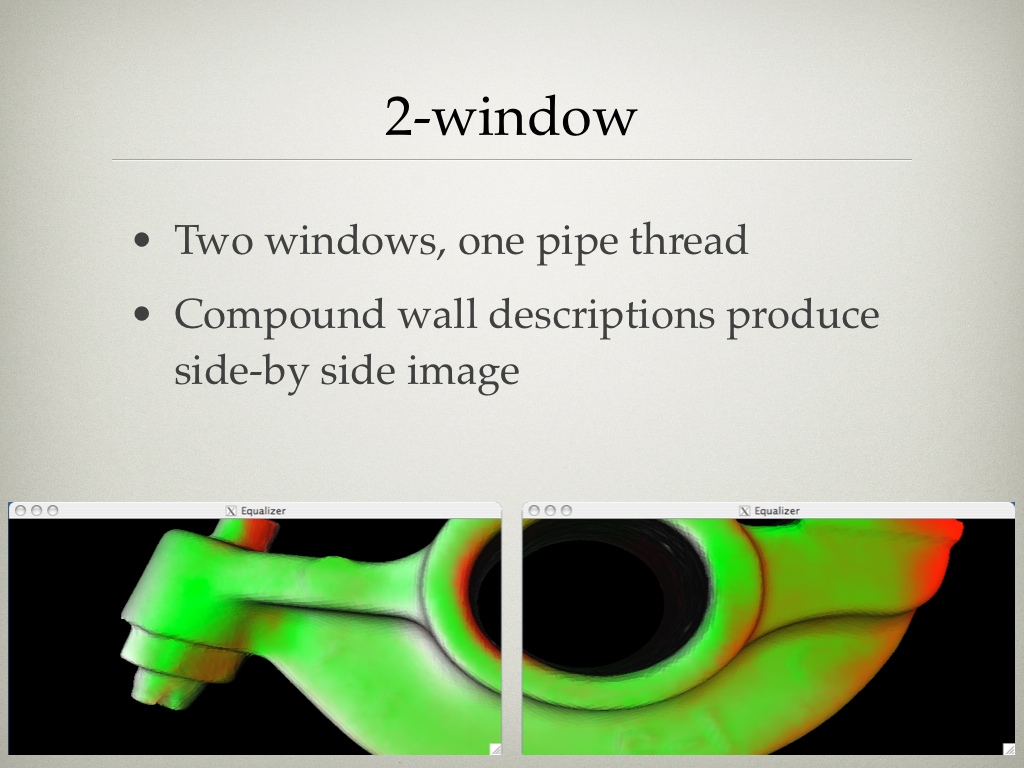 2-window
• Two windows, one pipe thread
• Compound wall descriptions produce
side-by side image
X Equalizer
X Equalizer